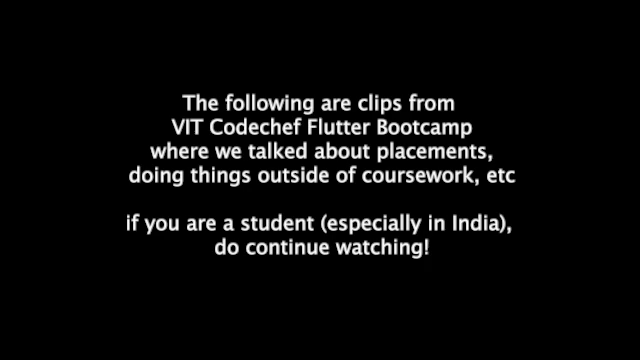 The following are clips from
VIT Codechef Flutter Bootcamp
where we talked about placements,
doing things outside of coursework, etc
if you are a student (especially in India),
do continue watching!